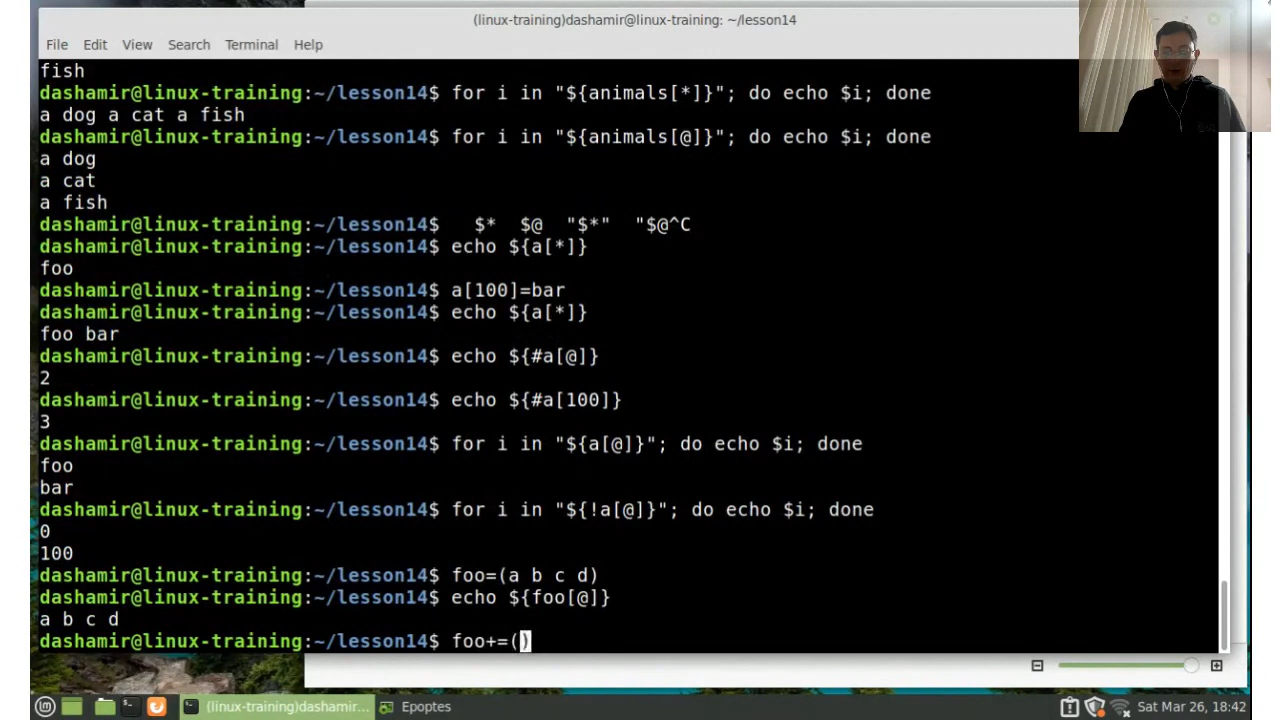 (linux-training)dashamir@linux-training: ~/lesson14
File Edit View Search Terminal Help
fish
dashamir@linux-training:~/lesson14$ for i in "${animals[*]}"; do echo $i; done
a dog a cat a fish
dashamir@linux-training:~/lesson14$ for i in "${animals[@]}"; do echo $i; done
a dog
a cat
a fish
dashamir@linux-training:~/lesson14$   $*  $@  "$*"  "$@^C
dashamir@linux-training:~/lesson14$ echo ${a[*]}
foo
dashamir@linux-training:~/lesson14$ a[100]=bar
dashamir@linux-training:~/lesson14$ echo ${a[*]}
foo bar
dashamir@linux-training:~/lesson14$ echo ${#a[@]}
2
dashamir@linux-training:~/lesson14$ echo ${#a[100]}
3
dashamir@linux-training:~/lesson14$ for i in "${a[@]}"; do echo $i; done
foo
bar
dashamir@linux-training:~/lesson14$ for i in "${!a[@]}"; do echo $i; done
0
100
dashamir@linux-training:~/lesson14$ foo=(a b c d)
dashamir@linux-training:~/lesson14$ echo ${foo[@]}
a b c d
dashamir@linux-training:~/lesson14$ foo+=()
(linux-training)dashamir... Epoptes Sat Mar 26, 18:42